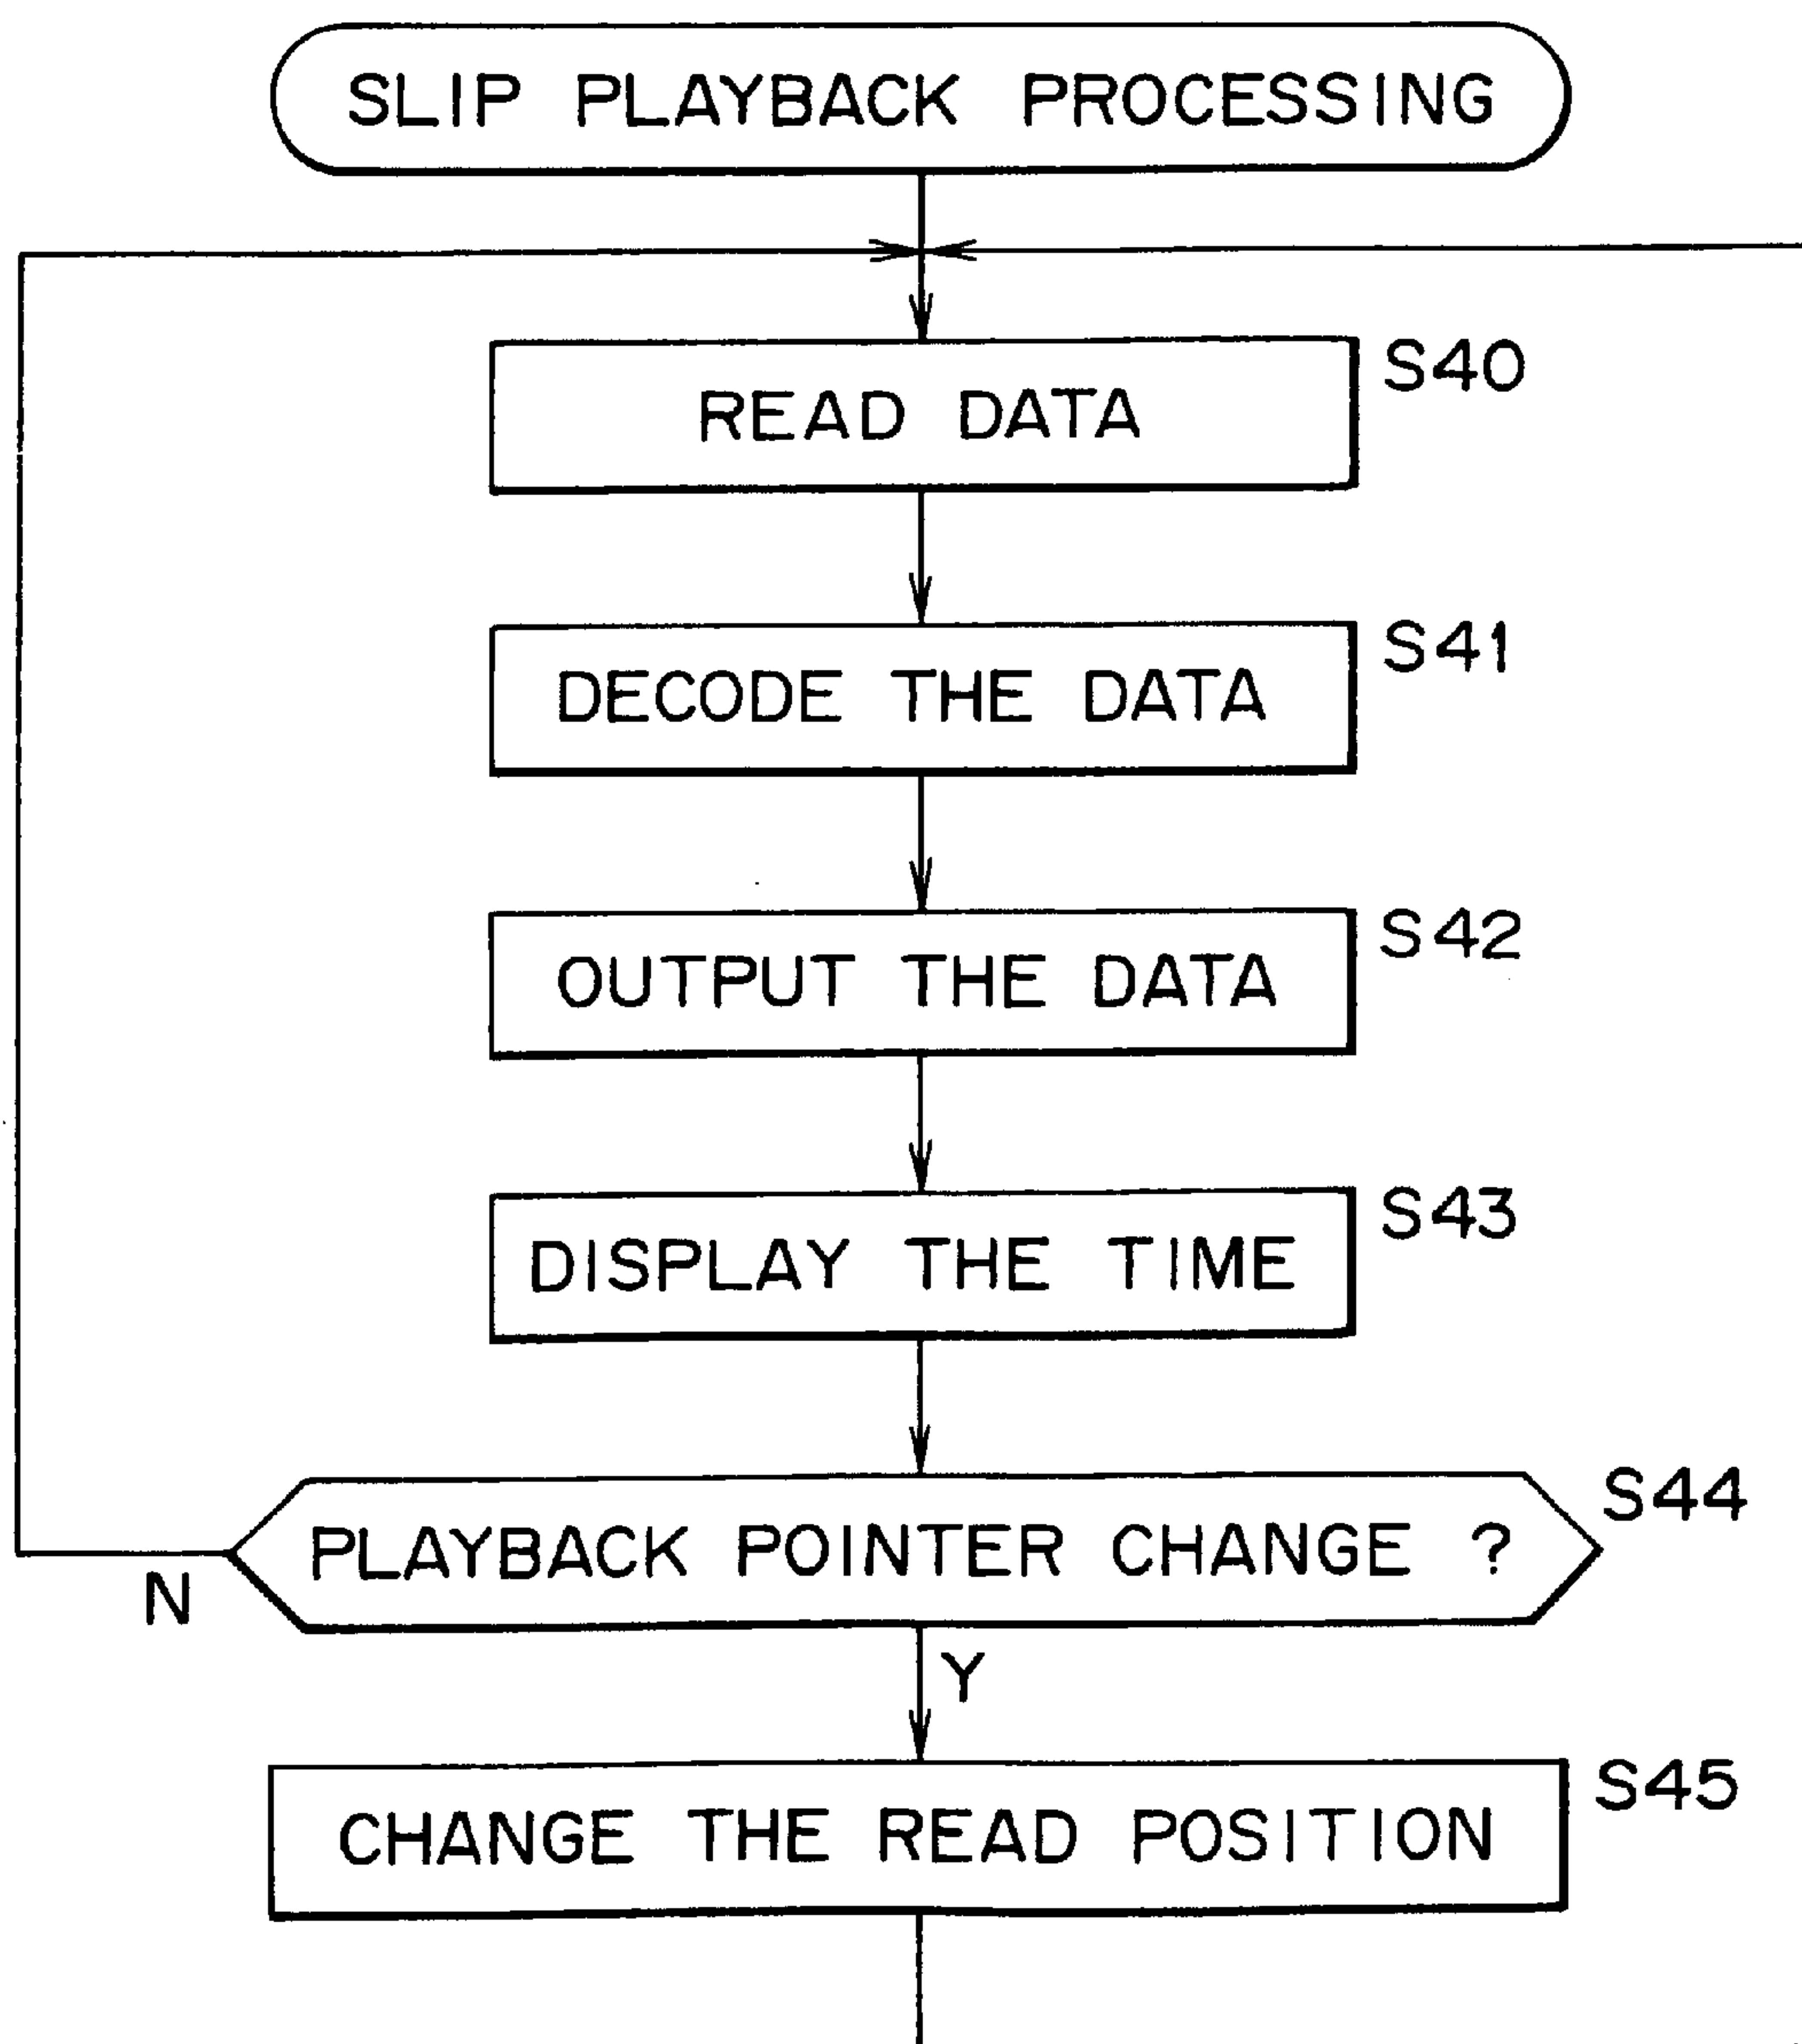 SLIP PLAYBACK PROCESSING
S40
READ DATA
S41
DECODE THE DATA
S42
OUTPUT THE DATA
S43
DISPLAY THE TIME
S44
PLAYBACK POINTER CHANGE ?
N
Y
S45
CHANGE THE READ POSITION